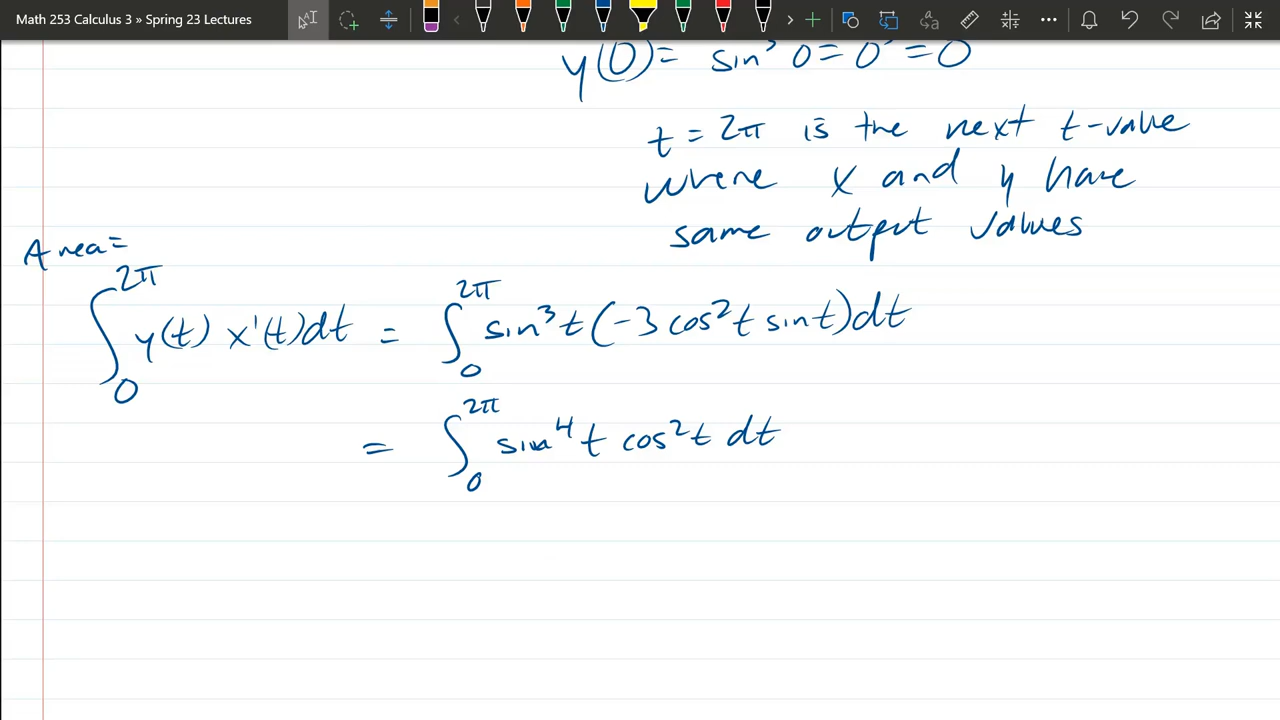 Math 253 Calculus 3 » Spring 23 Lectures
y(0) = sin³ 0 = 0³ = 0
t = 2π is the next t-value
where x and y have
same output values
Area =
∫₀^2π y(t) x'(t)dt = ∫₀^2π sin³t (-3 cos²t sin t)dt
= ∫₀^2π sin⁴t cos²t dt